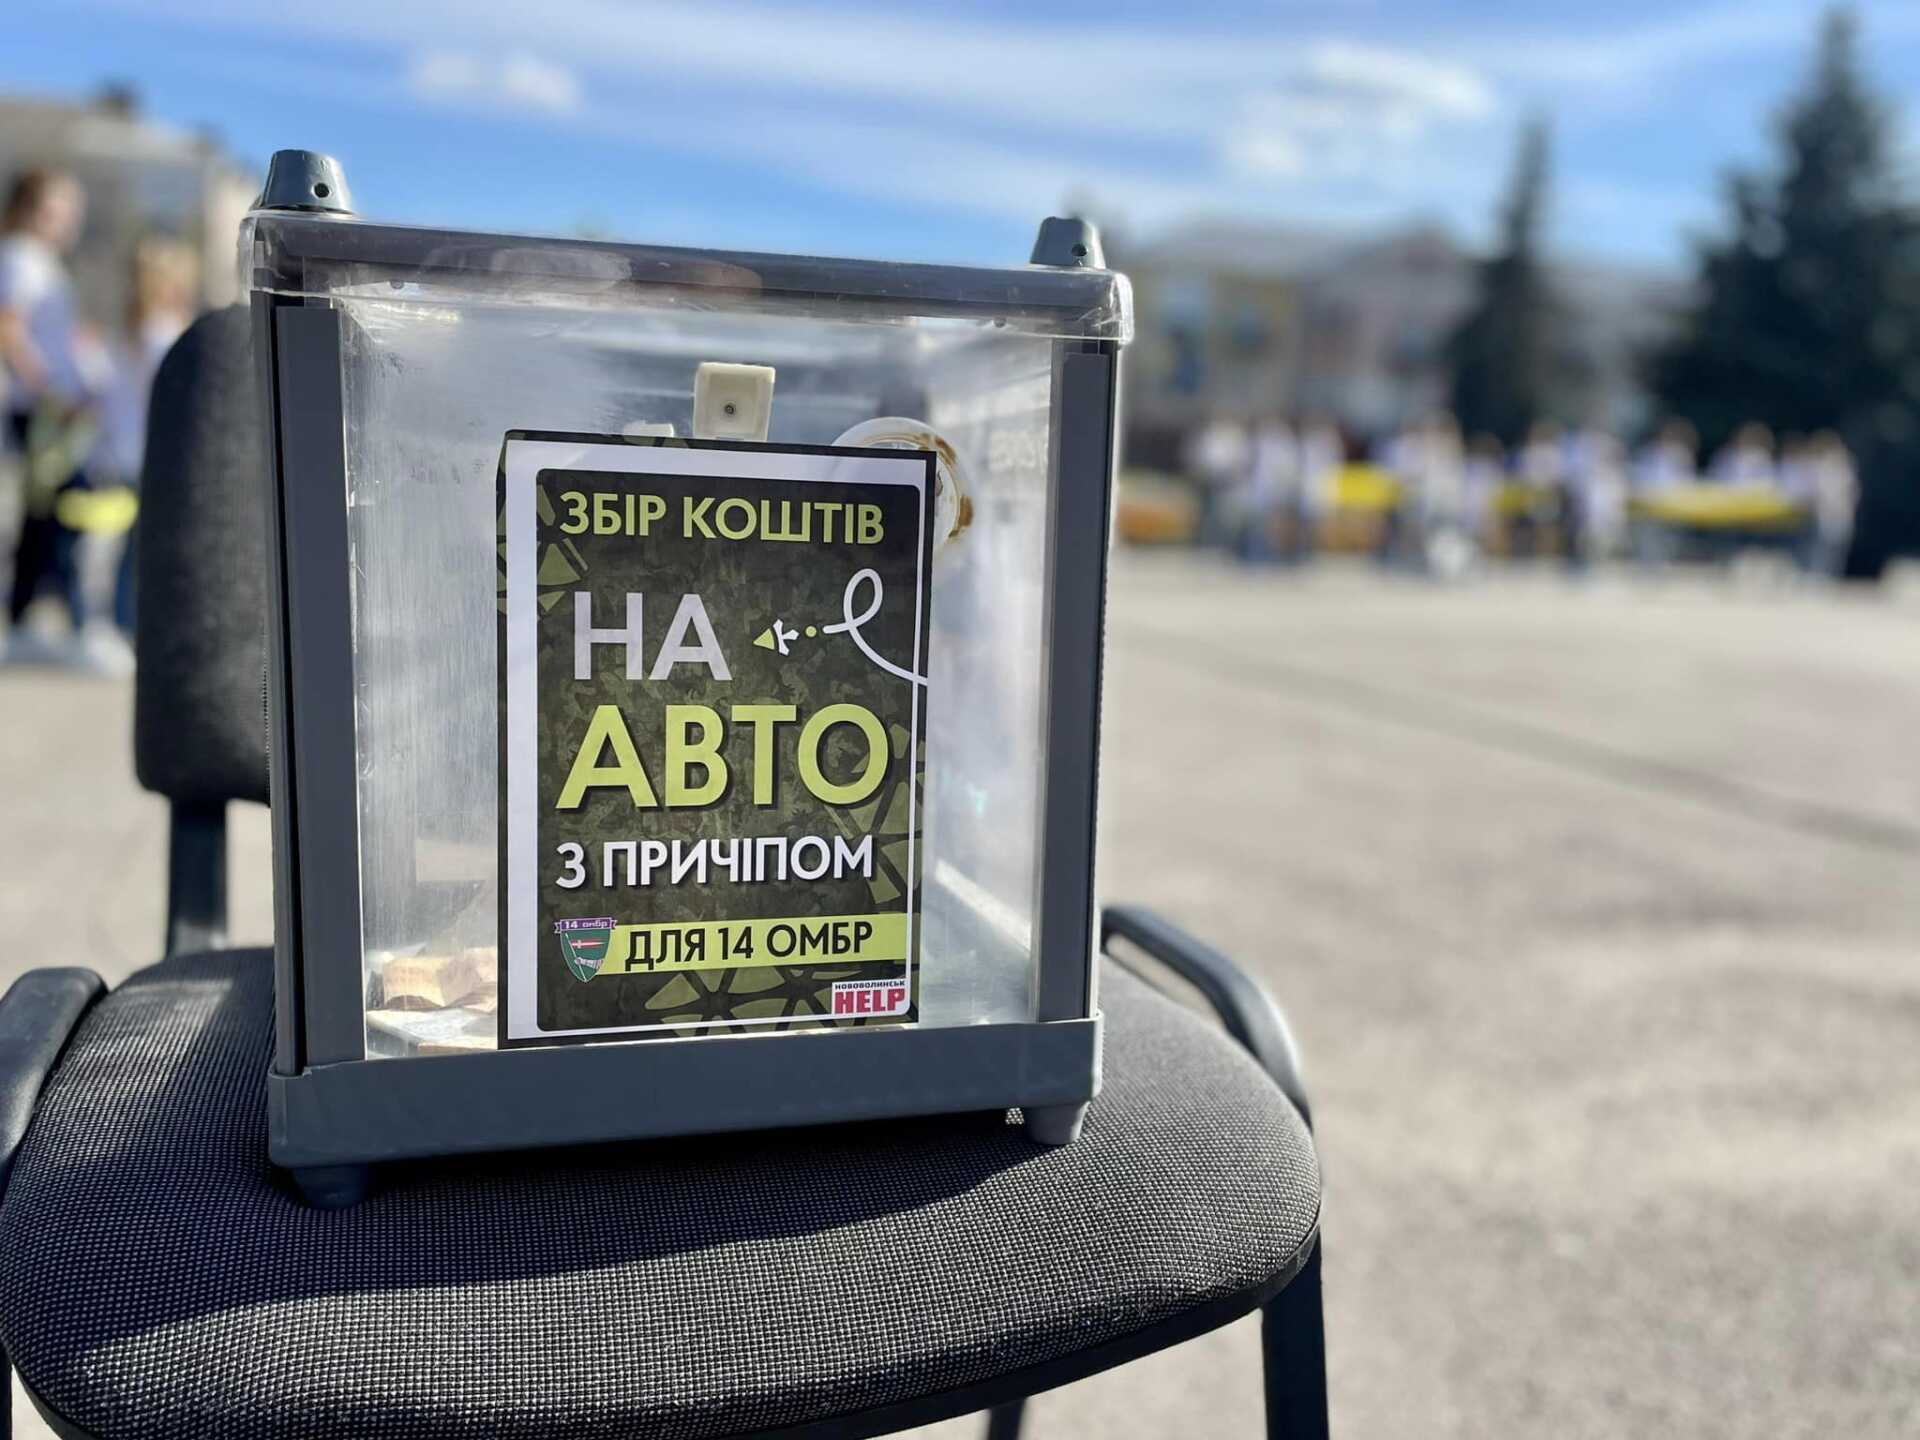 ЗБІР КОШТІВ
НА
АВТО
З ПРИЧІПОМ
14 омбр
ДЛЯ 14 ОМБР
НОВОВОЛИНСЬК
HELP